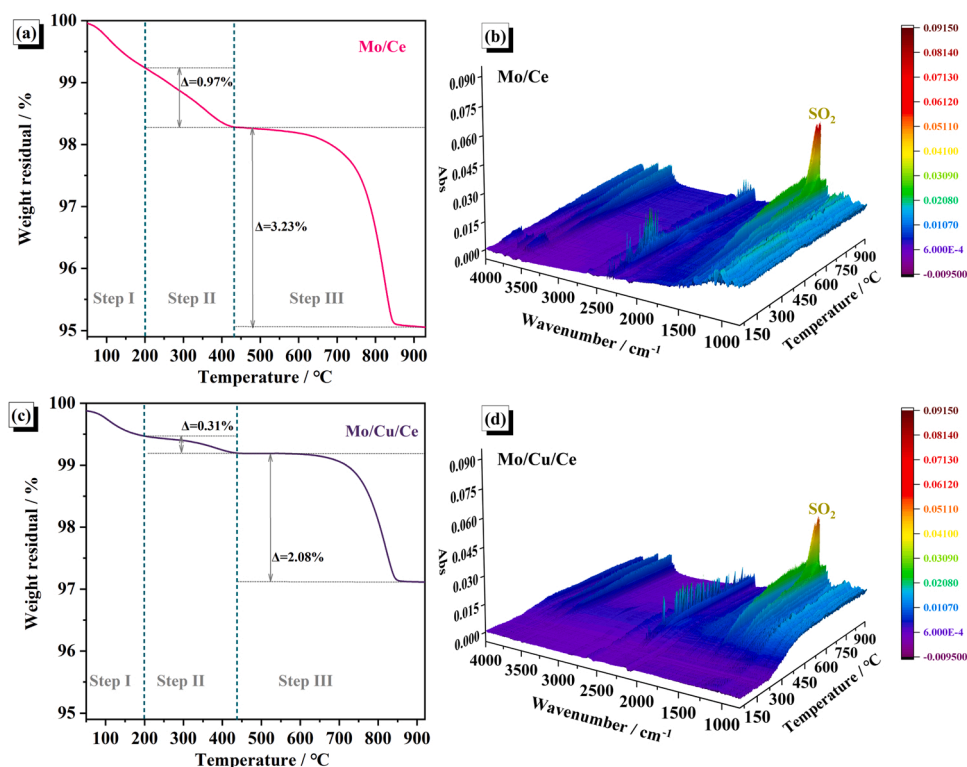 (a)
Mo/Ce
Δ=0.97%
Δ=3.23%
Step I
Step II
Step III
100
99
98
97
96
95
Weight residual / %
100
200
300
400
500
600
700
800
900
Temperature / °C
(b)
Mo/Ce
SO2
0.090
0.075
0.060
0.045
0.030
0.015
0.000
Abs
4000
3500
3000
2500
2000
1500
1000
Wavenumber / cm-1
150
300
450
600
750
900
Temperature / °C
0.09150
0.08140
0.07130
0.06120
0.05110
0.04100
0.03090
0.02080
0.01070
6.000E-4
-0.009500
(c)
Mo/Cu/Ce
Δ=0.31%
Δ=2.08%
Step I
Step II
Step III
100
99
98
97
96
95
Weight residual / %
100
200
300
400
500
600
700
800
900
Temperature / °C
(d)
Mo/Cu/Ce
SO2
0.090
0.075
0.060
0.045
0.030
0.015
0.000
Abs
4000
3500
3000
2500
2000
1500
1000
Wavenumber / cm-1
150
300
450
600
750
900
Temperature / °C
0.09150
0.08140
0.07130
0.06120
0.05110
0.04100
0.03090
0.02080
0.01070
6.000E-4
-0.009500